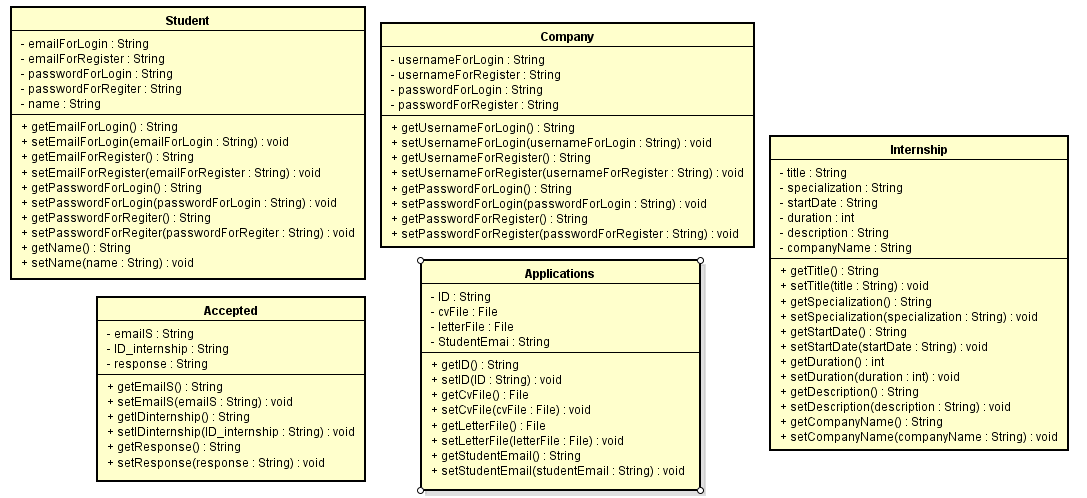 Student
- emailForLogin : String
- emailForRegister : String
- passwordForLogin : String
- passwordForRegiter : String
- name : String
+ getEmailForLogin() : String
+ setEmailForLogin(emailForLogin : String) : void
+ getEmailForRegister() : String
+ setEmailForRegister(emailForRegister : String) : void
+ getPasswordForLogin() : String
+ setPasswordForLogin(passwordForLogin : String) : void
+ getPasswordForRegiter() : String
+ setPasswordForRegiter(passwordForRegiter : String) : void
+ getName() : String
+ setName(name : String) : void
Company
- usernameForLogin : String
- usernameForRegister : String
- passwordForLogin : String
- passwordForRegister : String
+ getUsernameForLogin() : String
+ setUsernameForLogin(usernameForLogin : String) : void
+ getUsernameForRegister() : String
+ setUsernameForRegister(usernameForRegister : String) : void
+ getPasswordForLogin() : String
+ setPasswordForLogin(passwordForLogin : String) : void
+ getPasswordForRegister() : String
+ setPasswordForRegister(passwordForRegister : String) : void
Internship
- title : String
- specialization : String
- startDate : String
- duration : int
- description : String
- companyName : String
+ getTitle() : String
+ setTitle(title : String) : void
+ getSpecialization() : String
+ setSpecialization(specialization : String) : void
+ getStartDate() : String
+ setStartDate(startDate : String) : void
+ getDuration() : int
+ setDuration(duration : int) : void
+ getDescription() : String
+ setDescription(description : String) : void
+ getCompanyName() : String
+ setCompanyName(companyName : String) : void
Accepted
- emailS : String
- ID_internship : String
- response : String
+ getEmailS() : String
+ setEmailS(emailS : String) : void
+ getIDinternship() : String
+ setIDinternship(ID_internship : String) : void
+ getResponse() : String
+ setResponse(response : String) : void
Applications
- ID : String
- cvFile : File
- letterFile : File
- StudentEmai : String
+ getID() : String
+ setID(ID : String) : void
+ getCvFile() : File
+ setCvFile(cvFile : File) : void
+ getLetterFile() : File
+ setLetterFile(letterFile : File) : void
+ getStudentEmail() : String
+ setStudentEmail(studentEmail : String) : void